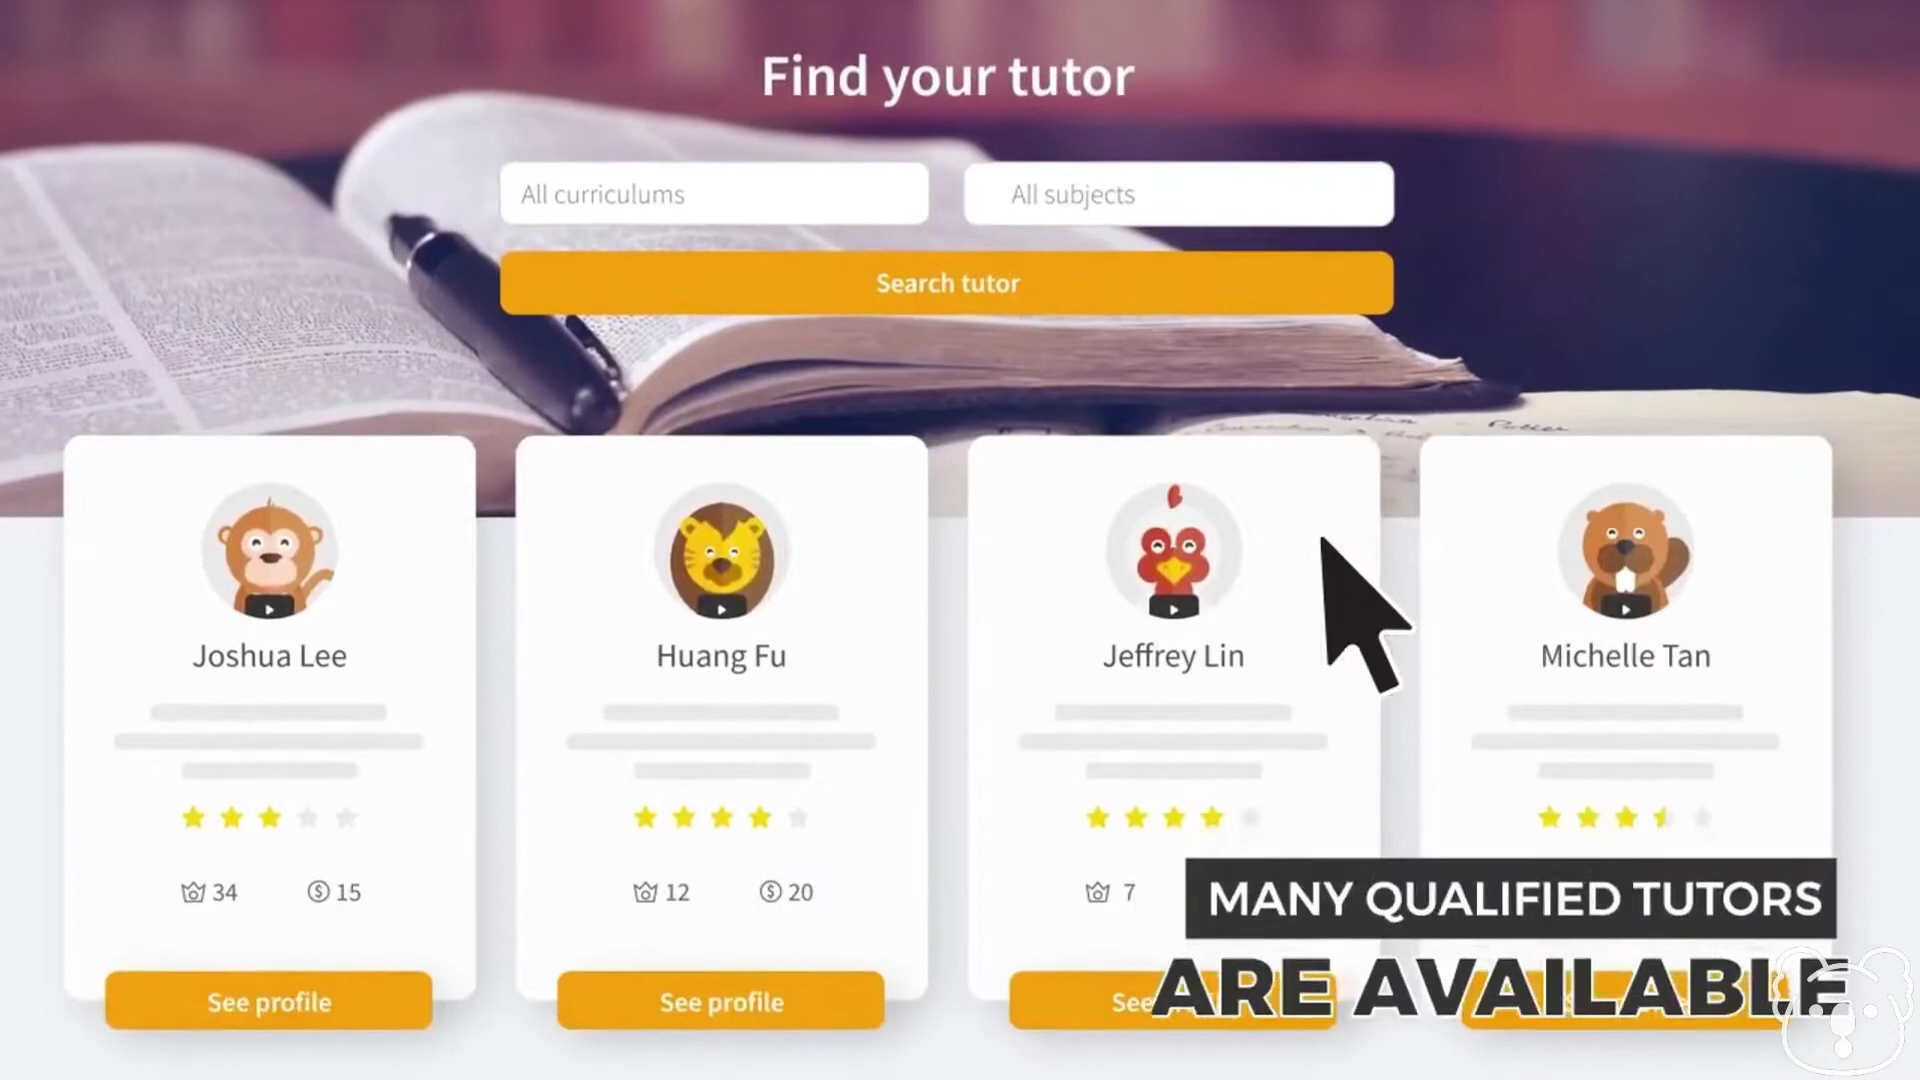 Find your tutor
All curriculums
All subjects
Search tutor
Joshua Lee
Huang Fu
Jeffrey Lin
Michelle Tan
34
15
12
20
7
MANY QUALIFIED TUTORS
ARE AVAILABLE
See profile
See profile
See